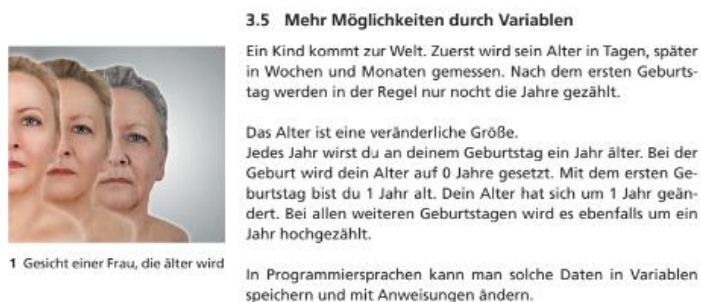 3.5 Mehr Möglichkeiten durch Variablen
Ein Kind kommt zur Welt. Zuerst wird sein Alter in Tagen, später
in Wochen und Monaten gemessen. Nach dem ersten Geburts-
tag werden in der Regel nur nocht die Jahre gezählt.
Das Alter ist eine veränderliche Größe.
Jedes Jahr wirst du an deinem Geburtstag ein Jahr älter. Bei der
Geburt wird dein Alter auf 0 Jahre gesetzt. Mit dem ersten Ge-
burtstag bist du 1 Jahr alt. Dein Alter hat sich um 1 Jahr geän-
dert. Bei allen weiteren Geburtstagen wird es ebenfalls um ein
Jahr hochgezählt.
1 Gesicht einer Frau, die älter wird
In Programmiersprachen kann man solche Daten in Variablen
speichern und mit Anweisungen ändern.